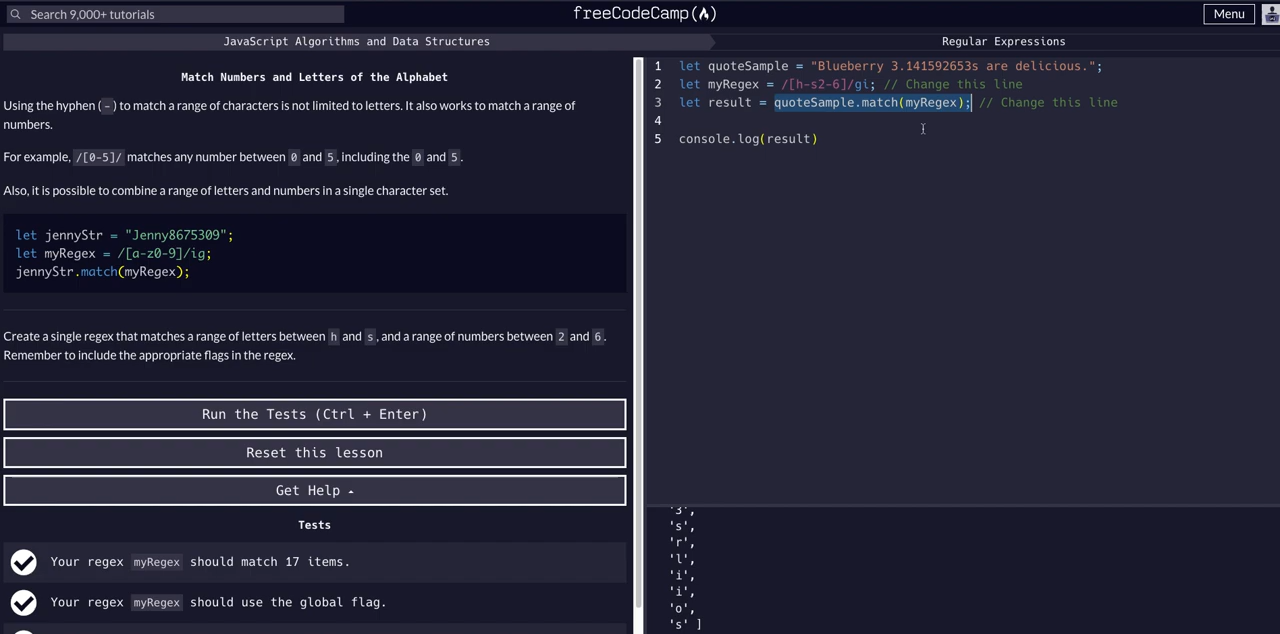 Search 9,000+ tutorials
freeCodeCamp
Menu
JavaScript Algorithms and Data Structures
Regular Expressions
Match Numbers and Letters of the Alphabet
Using the hyphen (-) to match a range of characters is not limited to letters. It also works to match a range of
numbers.
For example, /[0-5]/ matches any number between 0 and 5, including the 0 and 5.
Also, it is possible to combine a range of letters and numbers in a single character set.
let jennyStr = "Jenny8675309";
let myRegex = /[a-z0-9]/ig;
jennyStr.match(myRegex);
Create a single regex that matches a range of letters between h and s, and a range of numbers between 2 and 6.
Remember to include the appropriate flags in the regex.
Run the Tests (Ctrl + Enter)
Reset this lesson
Get Help
Tests
Your regex myRegex should match 17 items.
Your regex myRegex should use the global flag.
1 let quoteSample = "Blueberry 3.141592653s are delicious.";
2 let myRegex = /[h-s2-6]/gi; // Change this line
3 let result = quoteSample.match(myRegex); // Change this line
4
5 console.log(result)
'3',
's',
'r',
'l',
'i',
'i',
'o',
's' ]